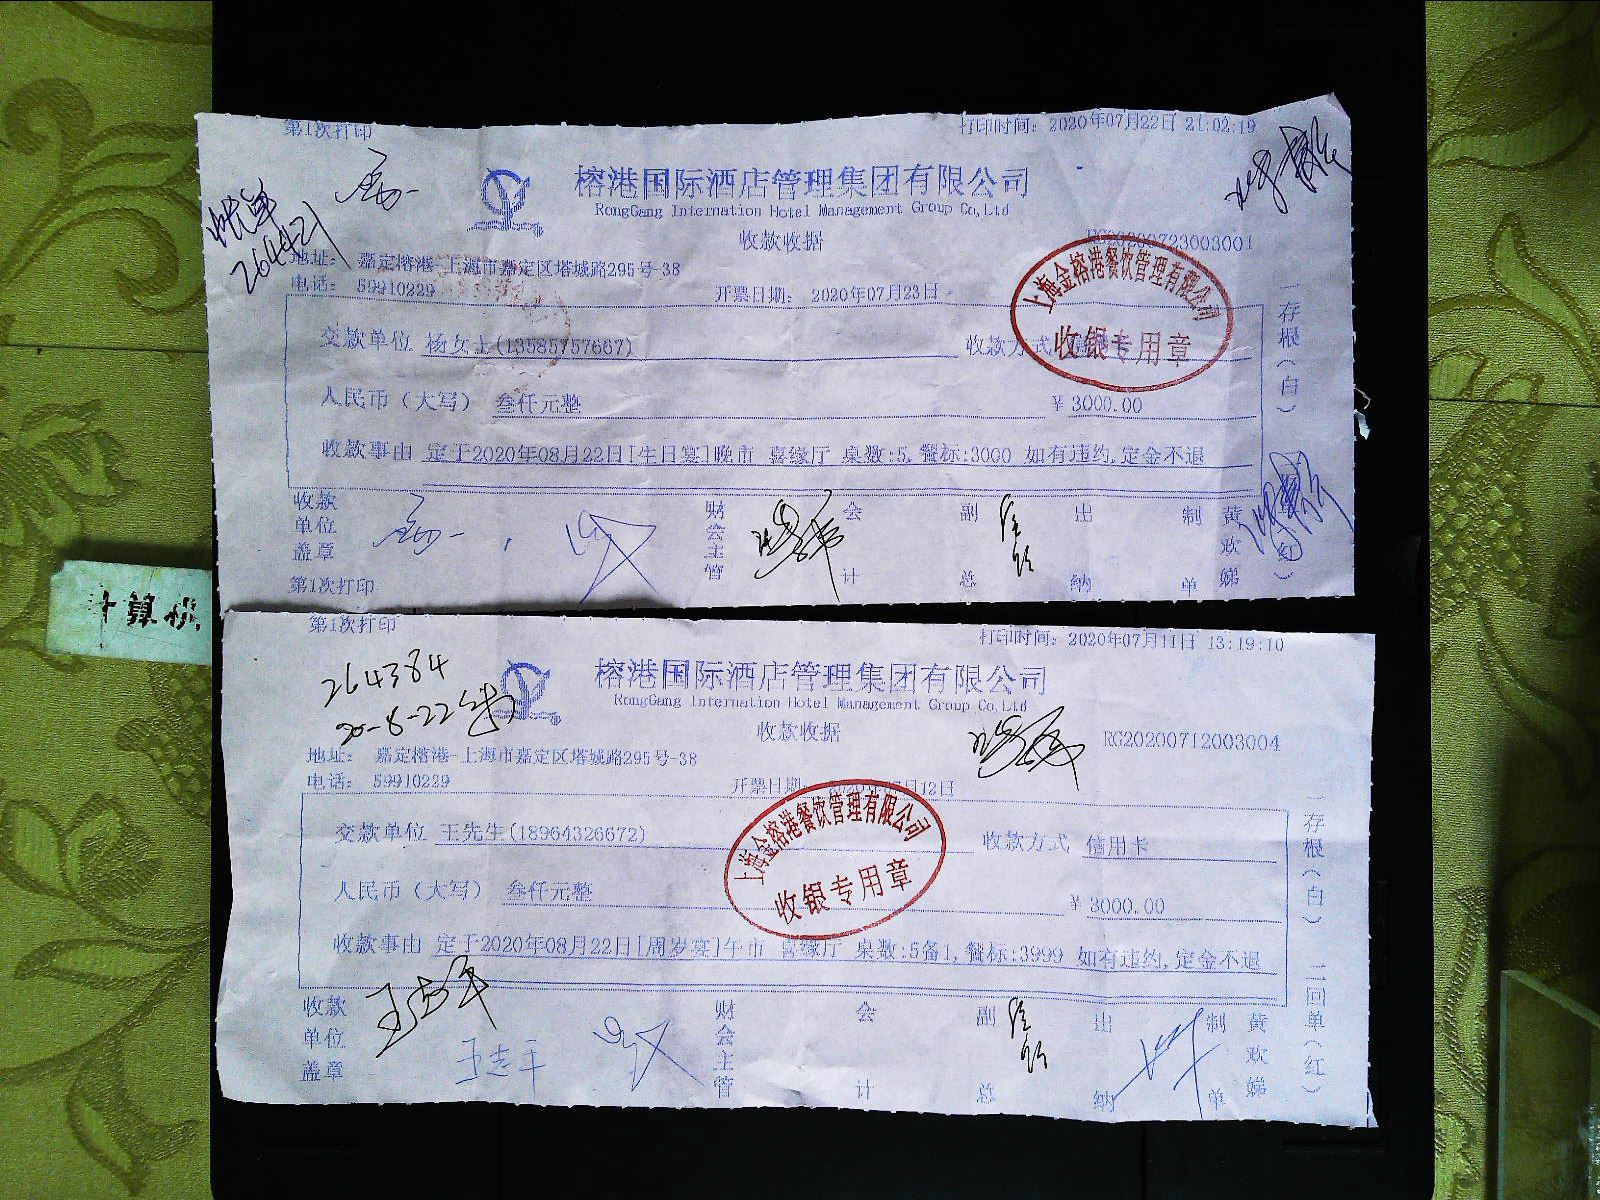 第1次打印
打印时间: 2020年07月22日 21:02:19
榕港国际酒店管理集团有限公司
RongGang Internation Hotel Management Group Co,Ltd
收款收据
RG20200723003001
账单
264421
地址: 嘉定榕港-上海市嘉定区塔城路295号-38
电话: 59910229
开票日期: 2020年07月23日
上海金榕港餐饮管理有限公司
收银专用章
交款单位 杨女士(13585757667)
收款方式
人民币(大写) 叁仟元整
¥ 3000.00
收款事由 定于2020年08月22日[生日宴]晚市 喜缘厅 桌数:5,餐标:3000 如有违约,定金不退
一存根(白)
(红)
收款单位盖章
财会主管
会计
副总
出纳
制单
黄欢娣
第1次打印
第1次打印
打印时间: 2020年07月11日 13:19:10
264384
20-8-22
榕港国际酒店管理集团有限公司
RongGang Internation Hotel Management Group Co,Ltd
收款收据
RG20200712003004
地址: 嘉定榕港-上海市嘉定区塔城路295号-38
电话: 59910229
开票日期 2020年07月12日
上海金榕港餐饮管理有限公司
收银专用章
交款单位 王先生(18964326672)
收款方式 信用卡
人民币(大写) 叁仟元整
¥ 3000.00
收款事由 定于2020年08月22日[周岁宴]午市 喜缘厅 桌数:5备1,餐标:3999 如有违约,定金不退
一存根(白) 二回单(红)
收款单位盖章
王志平
财会主管
会计
副总
出纳
制单
黄欢娣
计算机